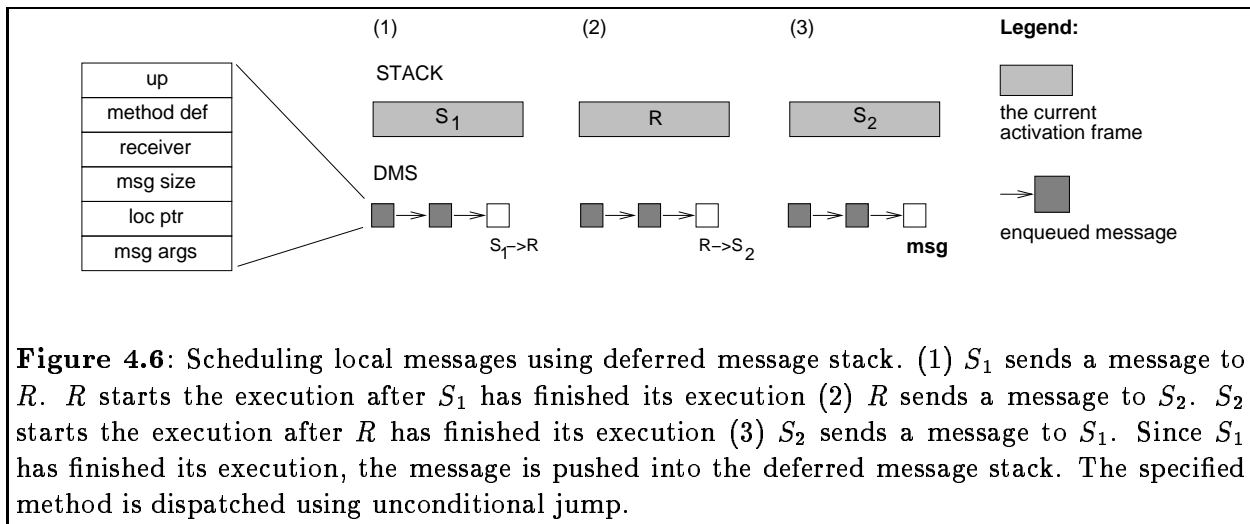 (1) (2) (3) Legend:
STACK
up
method def
receiver
msg size
loc ptr
msg args
S1 R S2
the current
activation frame
DMS
S1->R R->S2 msg
enqueued message
Figure 4.6: Scheduling local messages using deferred message stack. (1) S1 sends a message to
R. R starts the execution after S1 has finished its execution (2) R sends a message to S2. S2
starts the execution after R has finished its execution (3) S2 sends a message to S1. Since S1
has finished its execution, the message is pushed into the deferred message stack. The specified
method is dispatched using unconditional jump.